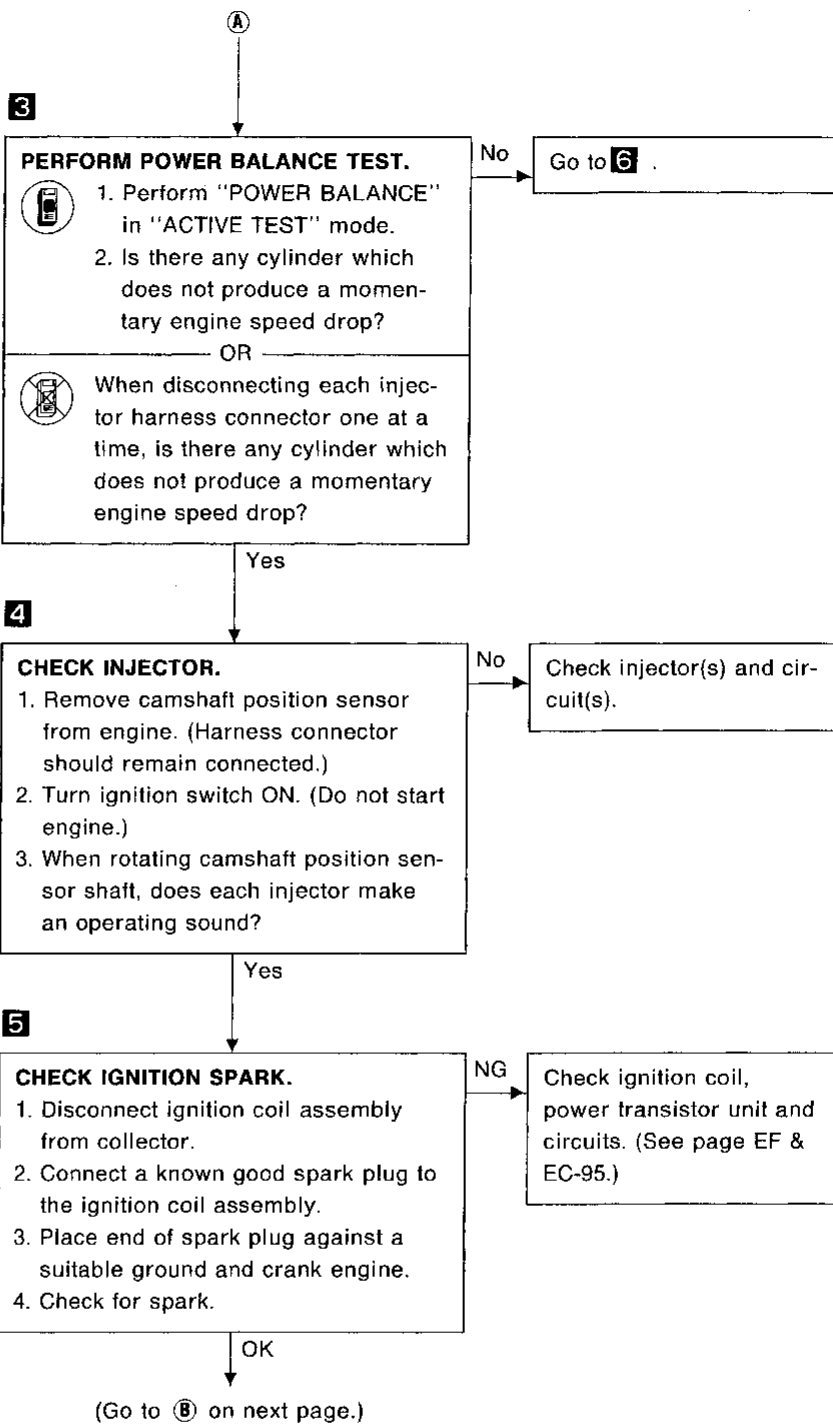 A
3
PERFORM POWER BALANCE TEST.
1. Perform "POWER BALANCE"
in "ACTIVE TEST" mode.
2. Is there any cylinder which
does not produce a momen-
tary engine speed drop?
OR
When disconnecting each injec-
tor harness connector one at a
time, is there any cylinder which
does not produce a momentary
engine speed drop?
No
Go to 6 .
Yes
4
CHECK INJECTOR.
1. Remove camshaft position sensor
from engine. (Harness connector
should remain connected.)
2. Turn ignition switch ON. (Do not start
engine.)
3. When rotating camshaft position sen-
sor shaft, does each injector make
an operating sound?
No
Check injector(s) and cir-
cuit(s).
Yes
5
CHECK IGNITION SPARK.
1. Disconnect ignition coil assembly
from collector.
2. Connect a known good spark plug to
the ignition coil assembly.
3. Place end of spark plug against a
suitable ground and crank engine.
4. Check for spark.
NG
Check ignition coil,
power transistor unit and
circuits. (See page EF &
EC-95.)
OK
(Go to B on next page.)